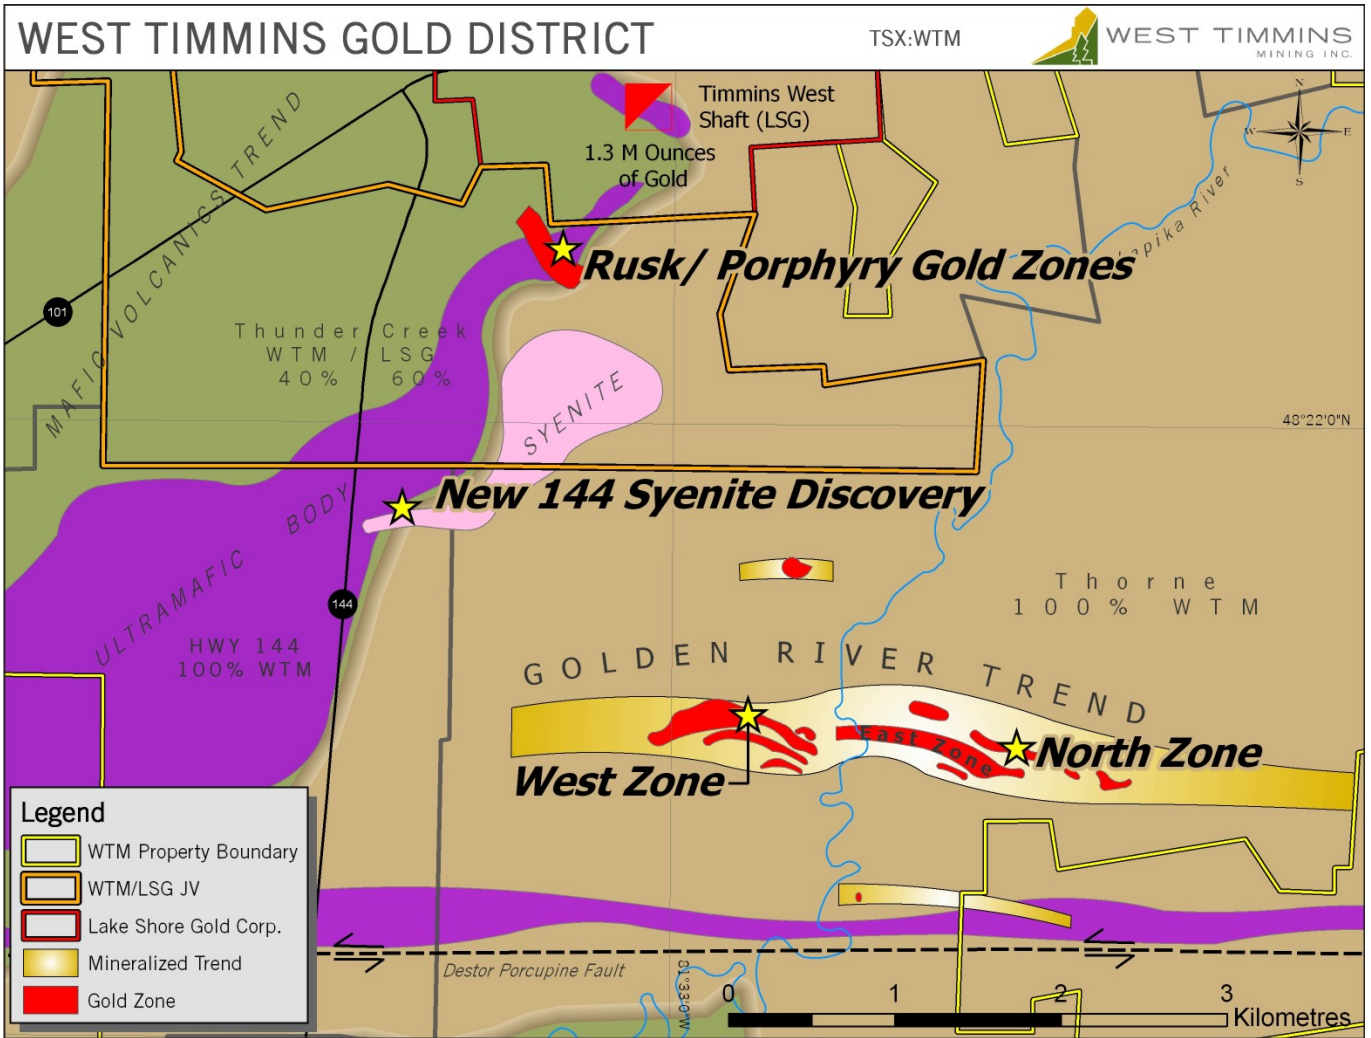 WEST TIMMINS GOLD DISTRICT
TSX:WTM
WEST TIMMINS
MINING INC.
N
W
E
S
Timmins West
Shaft (LSG)
1.3 M Ounces
of Gold
MAFIC VOLCANICS TREND
River
Rusk/ Porphyry Gold Zones
101
Thunder Creek
WTM / LSG
40% 60%
SYENITE
48°22'0"N
New 144 Syenite Discovery
ULTRAMAFIC BODY
144
HWY 144
100% WTM
Thorne
100% WTM
GOLDEN RIVER TREND
East Zone
North Zone
West Zone
Legend
WTM Property Boundary
WTM/LSG JV
Lake Shore Gold Corp.
Mineralized Trend
Gold Zone
Destor Porcupine Fault
81°33'0"W
0
1
2
3
Kilometres